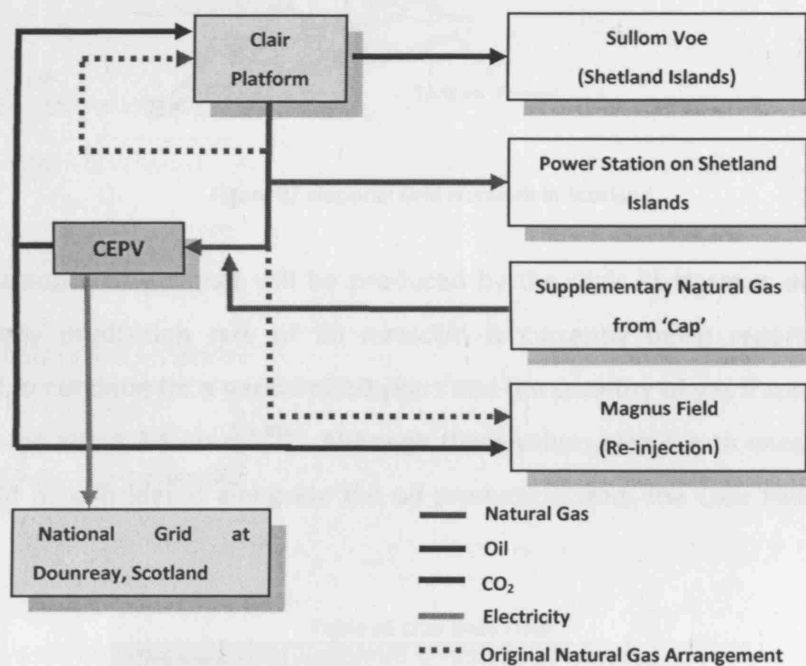 Clair
Platform
Sullom Voe
(Shetland Islands)
Power Station on Shetland
Islands
CEPV
Supplementary Natural Gas
from 'Cap'
Magnus Field
(Re-injection)
National Grid at
Dounreay, Scotland
Natural Gas
Oil
CO₂
Electricity
Original Natural Gas Arrangement